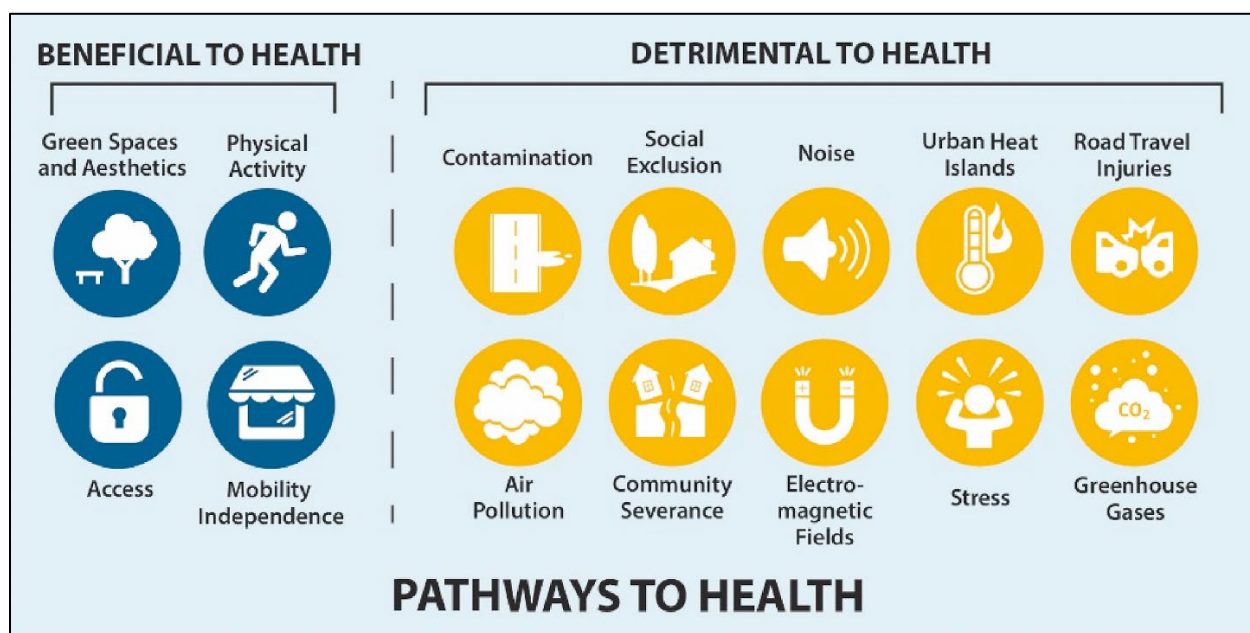 BENEFICIAL TO HEALTH
Green Spaces
and Aesthetics
Physical
Activity
Access
Mobility
Independence
DETRIMENTAL TO HEALTH
Contamination
Social
Exclusion
Noise
Urban Heat
Islands
Road Travel
Injuries
Air
Pollution
Community
Severance
+
−
Electro-
magnetic
Fields
Stress
CO₂
Greenhouse
Gases
PATHWAYS TO HEALTH